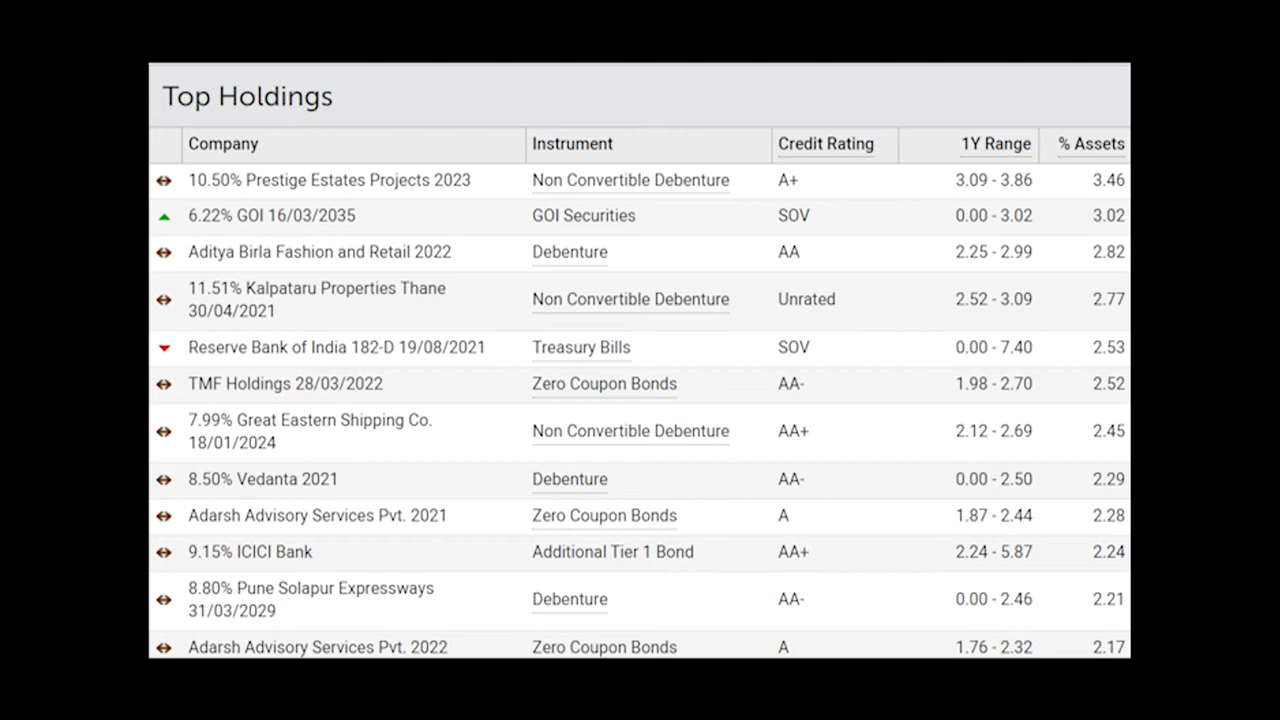 Top Holdings
Company Instrument Credit Rating 1Y Range % Assets
10.50% Prestige Estates Projects 2023 Non Convertible Debenture A+ 3.09 - 3.86 3.46
6.22% GOI 16/03/2035 GOI Securities SOV 0.00 - 3.02 3.02
Aditya Birla Fashion and Retail 2022 Debenture AA 2.25 - 2.99 2.82
11.51% Kalpataru Properties Thane
30/04/2021 Non Convertible Debenture Unrated 2.52 - 3.09 2.77
Reserve Bank of India 182-D 19/08/2021 Treasury Bills SOV 0.00 - 7.40 2.53
TMF Holdings 28/03/2022 Zero Coupon Bonds AA- 1.98 - 2.70 2.52
7.99% Great Eastern Shipping Co.
18/01/2024 Non Convertible Debenture AA+ 2.12 - 2.69 2.45
8.50% Vedanta 2021 Debenture AA- 0.00 - 2.50 2.29
Adarsh Advisory Services Pvt. 2021 Zero Coupon Bonds A 1.87 - 2.44 2.28
9.15% ICICI Bank Additional Tier 1 Bond AA+ 2.24 - 5.87 2.24
8.80% Pune Solapur Expressways
31/03/2029 Debenture AA- 0.00 - 2.46 2.21
Adarsh Advisory Services Pvt. 2022 Zero Coupon Bonds A 1.76 - 2.32 2.17